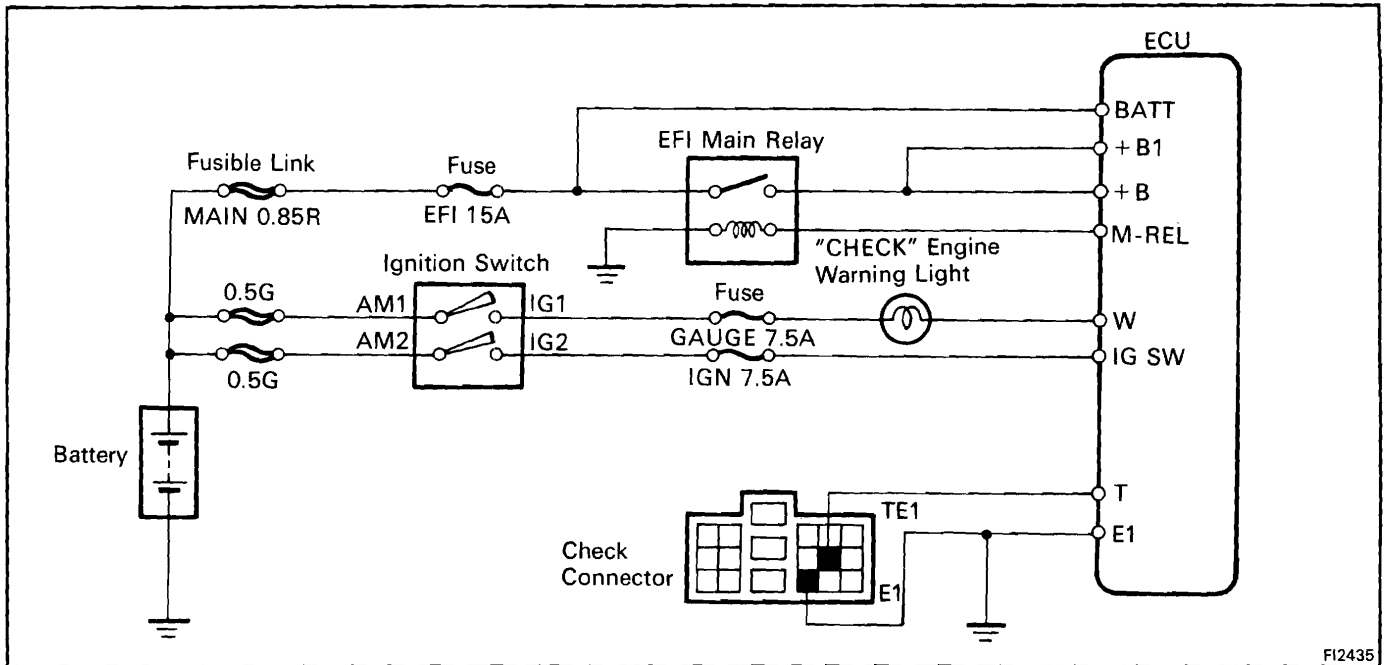 ECU
BATT
EFI Main Relay
+B1
Fusible Link
Fuse
+B
MAIN 0.85R
EFI 15A
M-REL
"CHECK" Engine
Warning Light
Ignition Switch
0.5G
AM1
IG1
Fuse
GAUGE 7.5A
W
AM2
IG2
IG SW
0.5G
IGN 7.5A
Battery
T
TE1
E1
Check
Connector
E1
FI2435